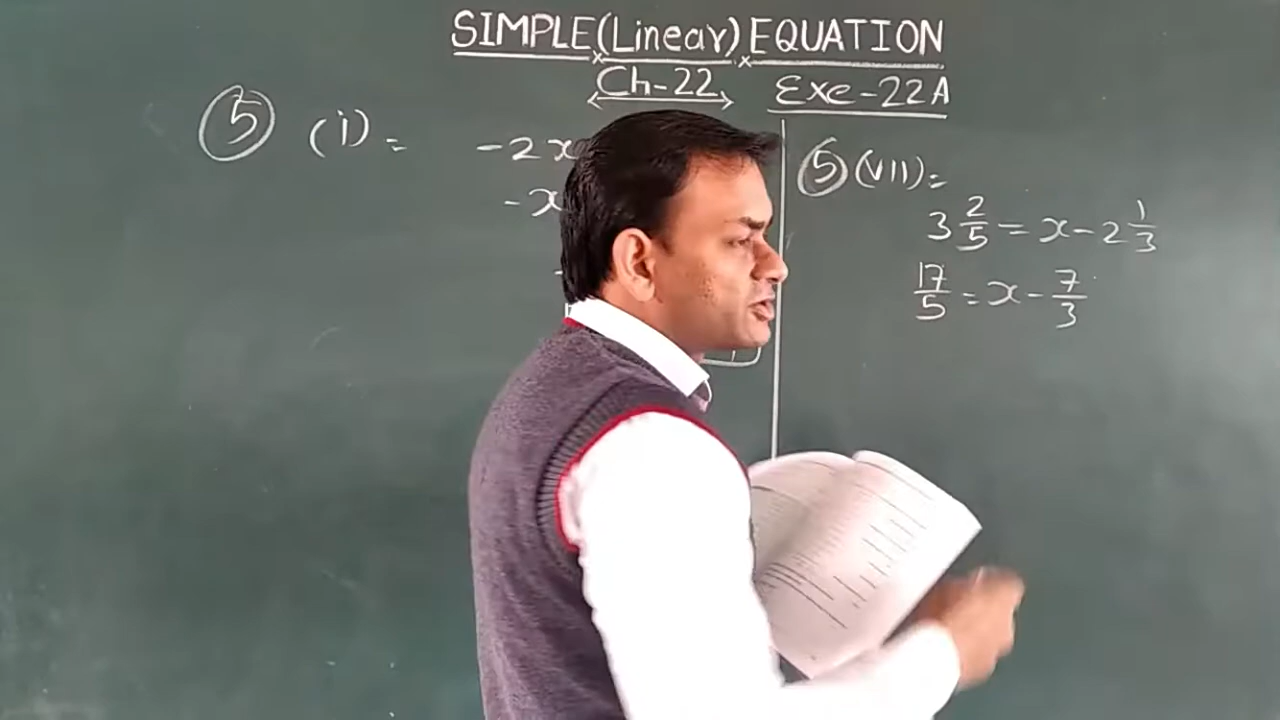 SIMPLE (Linear) EQUATION
Ch-22
Exe-22A
5 (i) =
-2x
-x
5 (VII)=
3 2/5 = x - 2 1/3
17/5 = x - 7/3